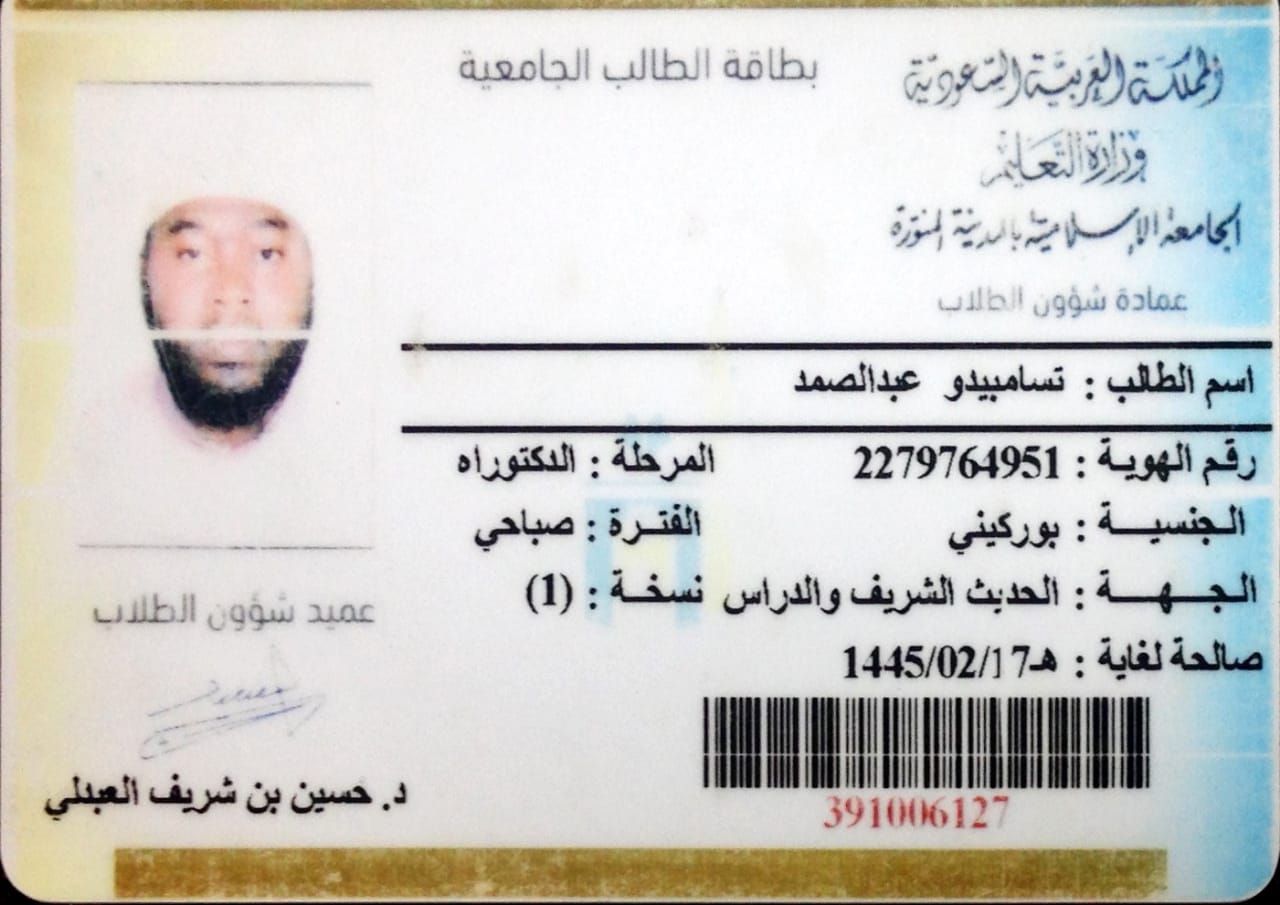 المملكة العربية السعودية
وزارة التعليم
الجامعة الإسلامية بالمدينة المنورة
عمادة شؤون الطلاب
بطاقة الطالب الجامعية
اسم الطالب : تسامبيدو عبدالصمد
رقم الهوية : 2279764951 المرحلة : الدكتوراه
الجنسية : بوركيني الفترة : صباحي
الجهة : الحديث الشريف والدراس نسخة : (1)
صالحة لغاية : 1445/02/17هـ
391006127
عميد شؤون الطلاب
د. حسين بن شريف العبدلي